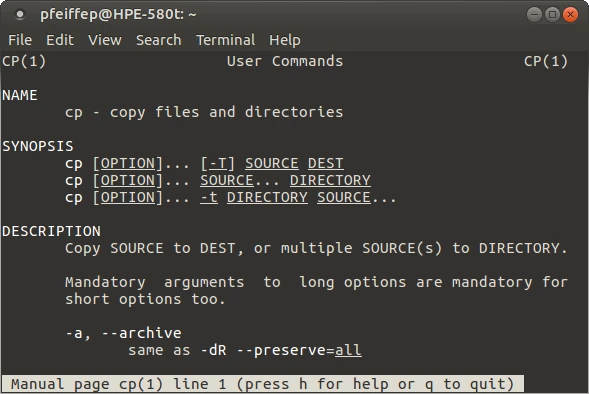 pfeiffep@HPE-580t: ~
File Edit View Search Terminal Help
CP(1) User Commands CP(1)
NAME
cp - copy files and directories
SYNOPSIS
cp [OPTION]... [-T] SOURCE DEST
cp [OPTION]... SOURCE... DIRECTORY
cp [OPTION]... -t DIRECTORY SOURCE...
DESCRIPTION
Copy SOURCE to DEST, or multiple SOURCE(s) to DIRECTORY.
Mandatory arguments to long options are mandatory for
short options too.
-a, --archive
same as -dR --preserve=all
Manual page cp(1) line 1 (press h for help or q to quit)